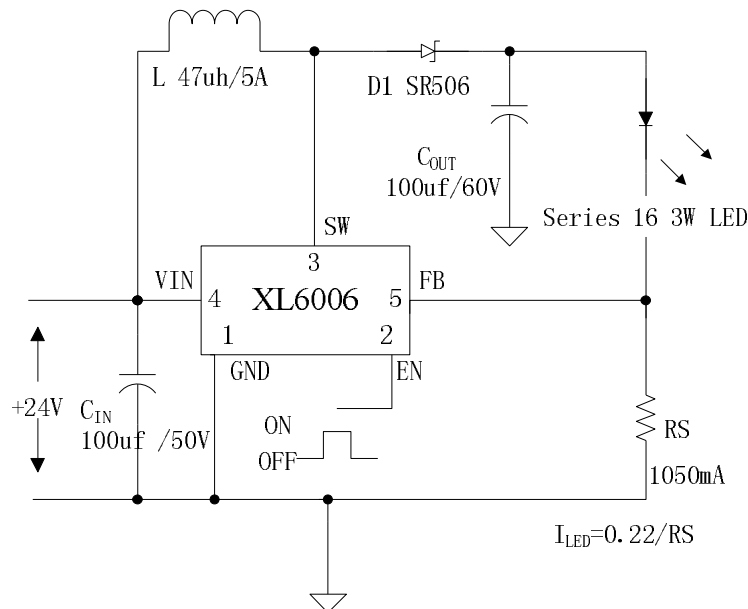 L 47uh/5A
D1 SR506
COUT
100uf/60V
Series 16 3W LED
SW
3
VIN
FB
4
XL6006
5
1
2
GND
EN
+24V
CIN
100uf /50V
ON
OFF
RS
1050mA
ILED=0.22/RS